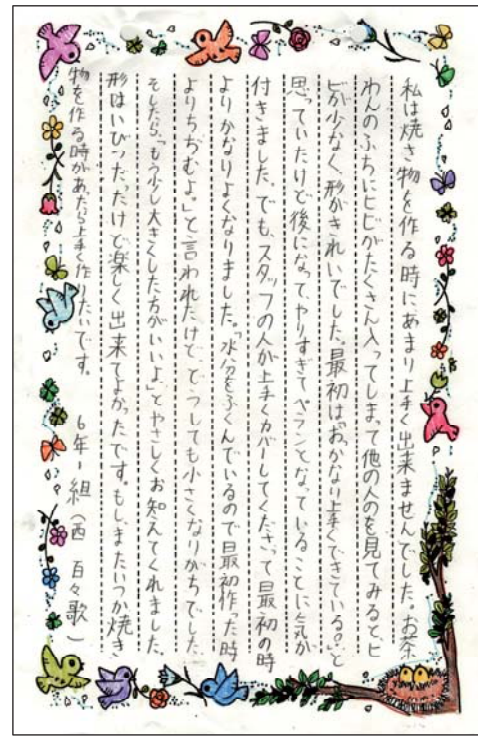 私は焼き物を作る時に、あまり上手く出来ませんでした。お茶
わんのふちにヒビがたくさん入ってしまって他の人のを見てみると、ヒ
ビが少なく、形がきれいでした。最初は「おっかなり上手くできている。」と
思っていたけど後になって、やりすぎてペランとなっていることに気が
付きました。でも、スタッフの人が上手くカバーしてくださって最初の時
よりかなりよくなりました。「水分をふくんでいるので最初作った時
よりちぢむよ。」と言われたけど、どうしても小さくなりがちでした。
そしたら、「もう少し大きくした方がいいよ」とやさしくお知えてくれました。
形はいびつだったけど楽しく出来てよかったです。もし、またいつか焼き
物を作る時があったら上手く作りたいです。
6年1組(西 百々歌)